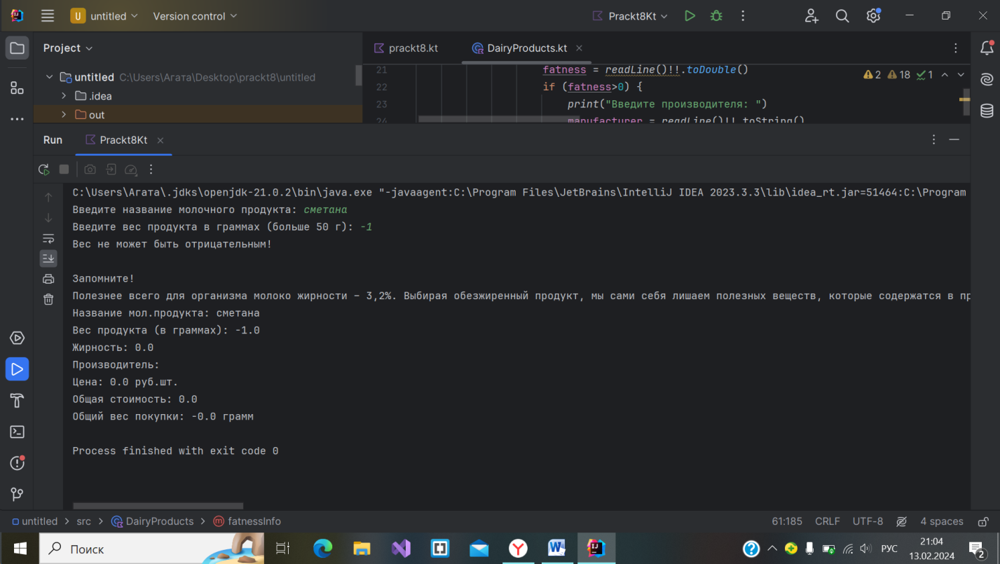 U untitled Version control Prackt8Kt
Project
prackt8.kt DairyProducts.kt
untitled C:\Users\Агата\Desktop\prackt8\untitled
.idea
out
21 fatness = readLine()!!.toDouble()
2 18 1
22 if (fatness>0) {
23 print("Введите производителя: ")
24 manufacturer = readLine()!!.toString()
Run Prackt8Kt
C:\Users\Агата\.jdks\openjdk-21.0.2\bin\java.exe "-javaagent:C:\Program Files\JetBrains\IntelliJ IDEA 2023.3.3\lib\idea_rt.jar=51464:C:\Program
Введите название молочного продукта: сметана
Введите вес продукта в граммах (больше 50 г): -1
Вес не может быть отрицательным!
Запомните!
Полезнее всего для организма молоко жирности – 3,2%. Выбирая обезжиренный продукт, мы сами себя лишаем полезных веществ, которые содержатся в пр
Название мол.продукта: сметана
Вес продукта (в граммах): -1.0
Жирность: 0.0
Производитель:
Цена: 0.0 руб.шт.
Общая стоимость: 0.0
Общий вес покупки: -0.0 грамм
Process finished with exit code 0
untitled > src > DairyProducts > fatnessInfo
61:185 CRLF UTF-8 4 spaces
Поиск
РУС
21:04
13.02.2024
2